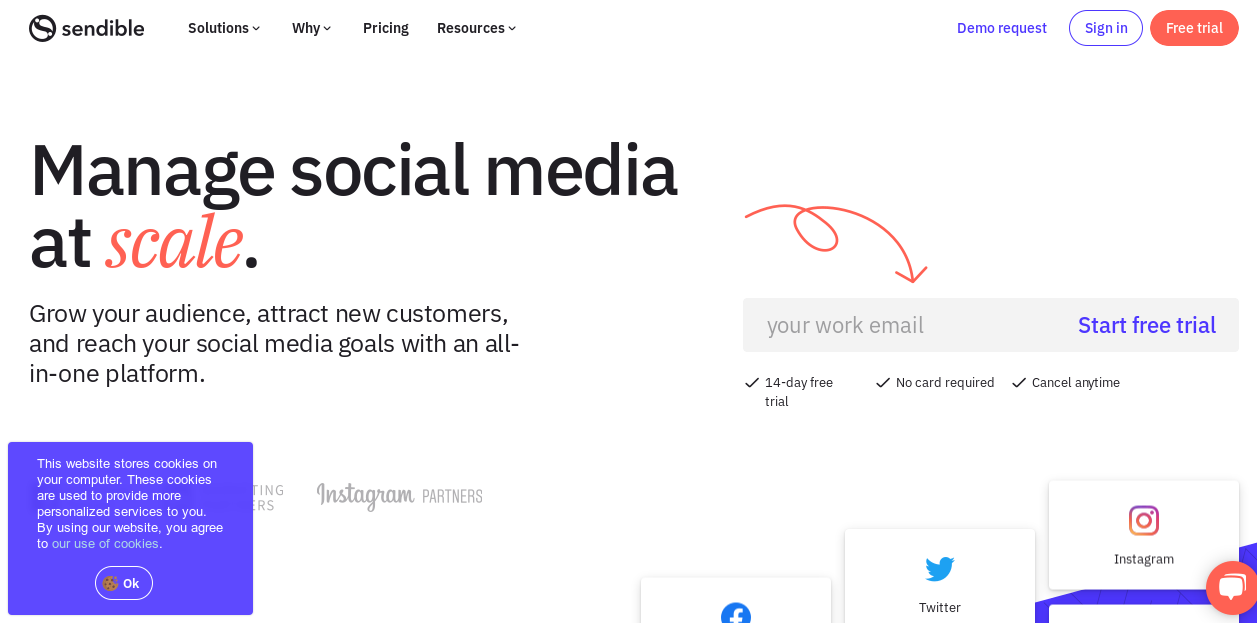 sendible
Solutions
Why
Pricing
Resources
Demo request
Sign in
Free trial
Manage social media
at scale.
Grow your audience, attract new customers,
and reach your social media goals with an all-
in-one platform.
your work email
Start free trial
14-day free
trial
No card required
Cancel anytime
This website stores cookies on
your computer. These cookies
are used to provide more
personalized services to you.
By using our website, you agree
to our use of cookies.
Ok
Instagram PARTNERS
Instagram
Twitter